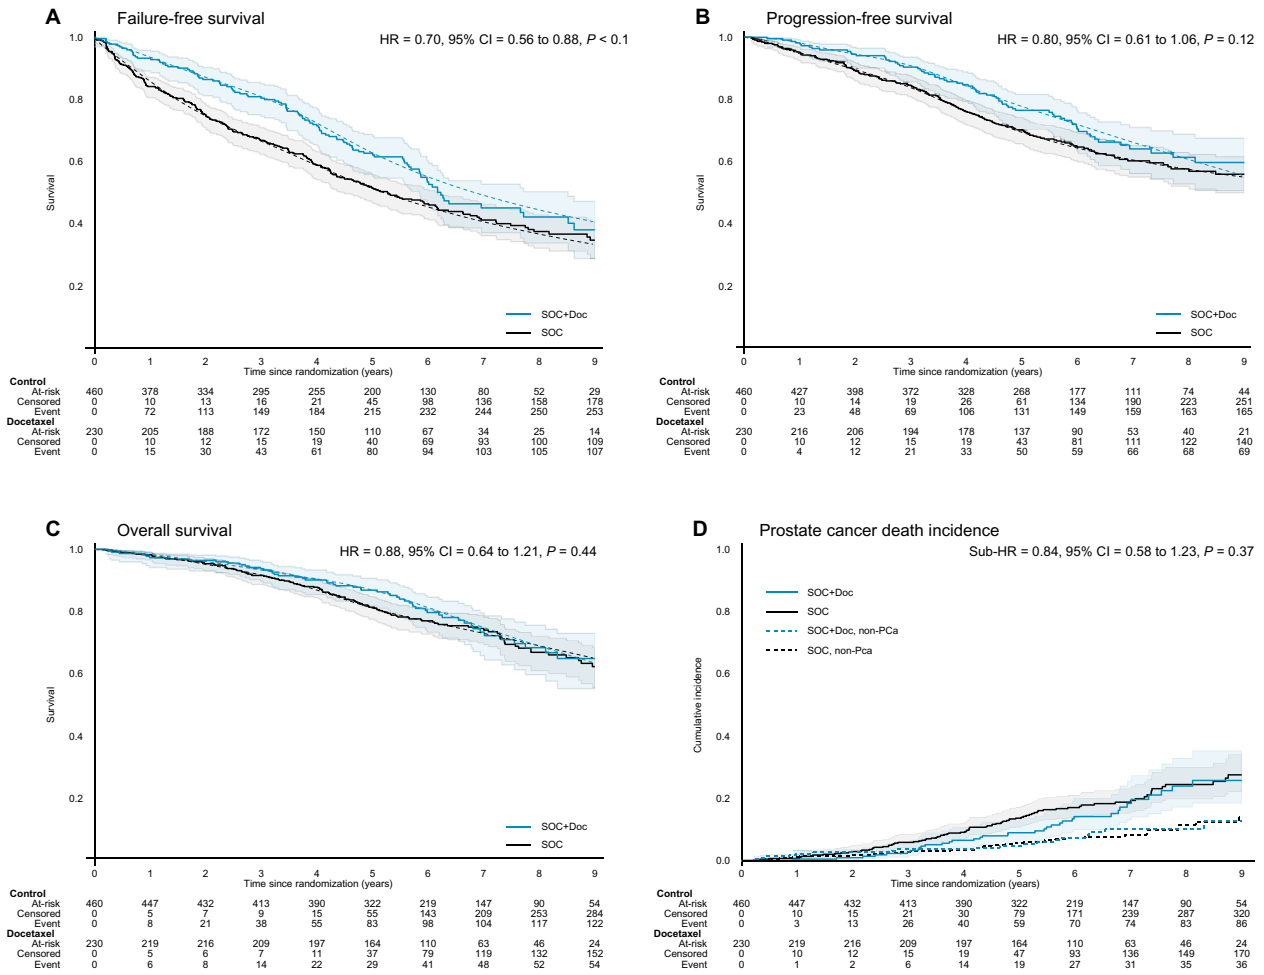 A Failure-free survival
HR = 0.70, 95% CI = 0.56 to 0.88, P < 0.1
1.0
0.8
0.6
0.4
0.2
Survival
SOC+Doc
SOC
0 1 2 3 4 5 6 7 8 9
Time since randomization (years)
Control
At-risk 460 378 334 295 255 200 130 80 52 29
Censored 0 10 13 16 21 45 98 136 158 178
Event 0 72 113 149 184 215 232 244 250 253
Docetaxel
At-risk 230 205 188 172 150 110 67 34 25 14
Censored 0 10 12 15 19 40 69 93 100 109
Event 0 15 30 43 61 80 94 103 105 107
B Progression-free survival
HR = 0.80, 95% CI = 0.61 to 1.06, P = 0.12
1.0
0.8
0.6
0.4
0.2
Survival
SOC+Doc
SOC
0 1 2 3 4 5 6 7 8 9
Time since randomization (years)
Control
At-risk 460 427 398 372 328 268 177 111 74 44
Censored 0 10 14 19 26 61 134 190 223 251
Event 0 23 48 69 106 131 149 159 163 165
Docetaxel
At-risk 230 216 206 194 178 137 90 53 40 21
Censored 0 10 12 15 19 43 81 111 122 140
Event 0 4 12 21 33 50 59 66 68 69
C Overall survival
HR = 0.88, 95% CI = 0.64 to 1.21, P = 0.44
1.0
0.8
0.6
0.4
0.2
Survival
SOC+Doc
SOC
0 1 2 3 4 5 6 7 8 9
Time since randomization (years)
Control
At-risk 460 447 432 413 390 322 219 147 90 54
Censored 0 5 7 9 15 55 143 209 253 284
Event 0 8 21 38 55 83 98 104 117 122
Docetaxel
At-risk 230 219 216 209 197 164 110 63 46 24
Censored 0 5 6 7 11 37 79 119 132 152
Event 0 6 8 14 22 29 41 48 52 54
D Prostate cancer death incidence
Sub-HR = 0.84, 95% CI = 0.58 to 1.23, P = 0.37
1.0
0.8
0.6
0.4
0.2
0.0
Cumulative incidence
SOC+Doc
SOC
SOC+Doc, non-PCa
SOC, non-Pca
0 1 2 3 4 5 6 7 8 9
Time since randomization (years)
Control
At-risk 460 447 432 413 390 322 219 147 90 54
Censored 0 10 15 21 30 79 171 239 287 320
Event 0 3 13 26 40 59 70 74 83 86
Docetaxel
At-risk 230 219 216 209 197 164 110 63 46 24
Censored 0 10 12 15 19 47 93 136 149 170
Event 0 1 2 6 14 19 27 31 35 36